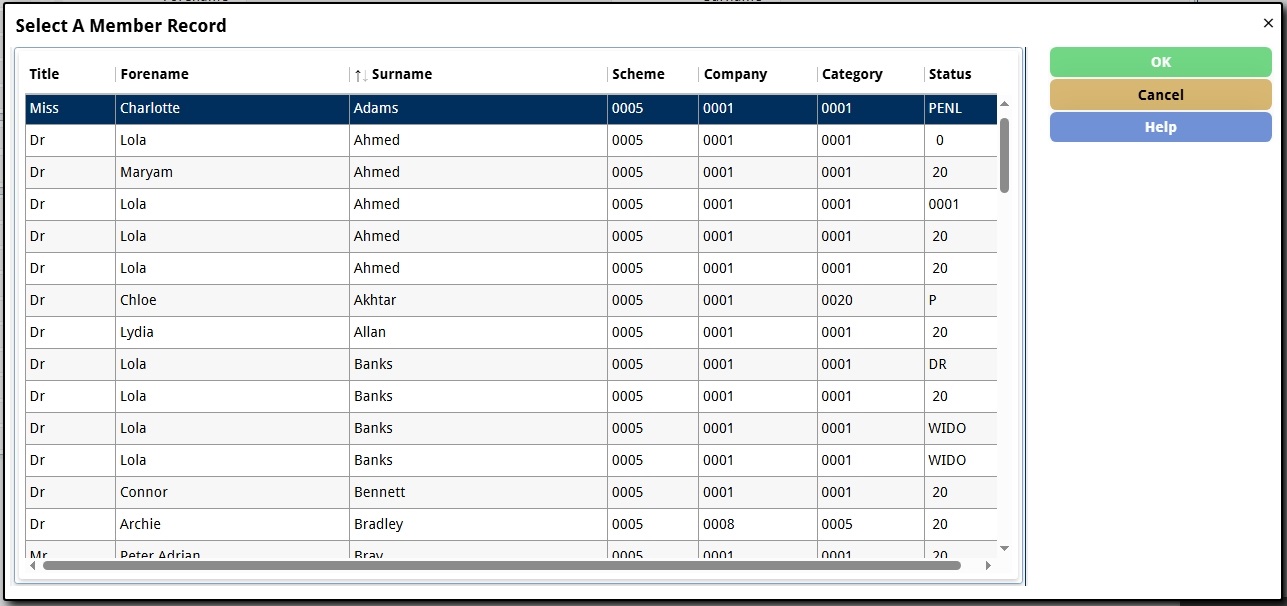 Forename Surname
Select A Member Record ×
Title Forename ↑↓ Surname Scheme Company Category Status
OK
Cancel
Help
Miss Charlotte Adams 0005 0001 0001 PENL
Dr Lola Ahmed 0005 0001 0001 0
Dr Maryam Ahmed 0005 0001 0001 20
Dr Lola Ahmed 0005 0001 0001 0001
Dr Lola Ahmed 0005 0001 0001 20
Dr Lola Ahmed 0005 0001 0001 20
Dr Chloe Akhtar 0005 0001 0020 P
Dr Lydia Allan 0005 0001 0001 20
Dr Lola Banks 0005 0001 0001 DR
Dr Lola Banks 0005 0001 0001 20
Dr Lola Banks 0005 0001 0001 WIDO
Dr Lola Banks 0005 0001 0001 WIDO
Dr Connor Bennett 0005 0001 0001 20
Dr Archie Bradley 0005 0008 0005 20
Mr Peter Adrian Bray 0005 0001 0001 20